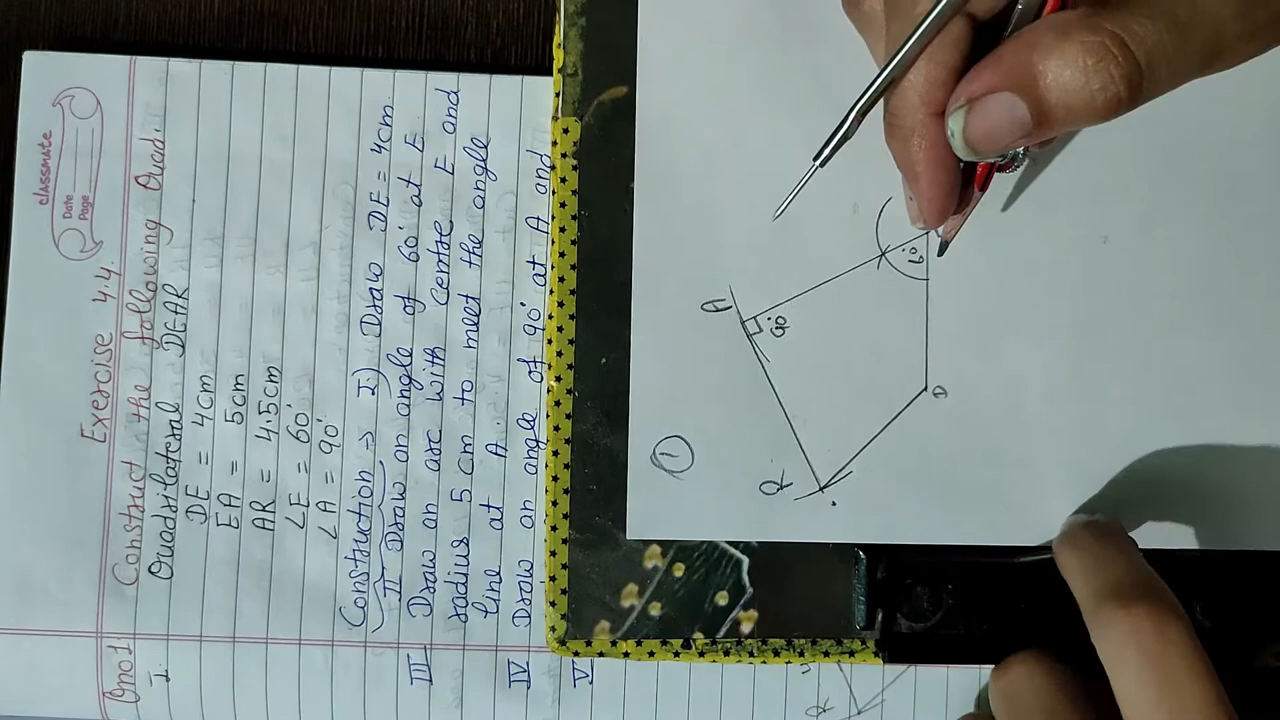 classmate
Date
Page
Exercise 4.4.
Qno1. Construct the following Quad.
I. Quadrilateral DEAR
DE = 4cm
EA = 5cm
AR = 4.5cm
∠E = 60°
∠A = 90°
Construction → I) Draw DE = 4cm.
II Draw an angle of 60° at E.
III Draw an arc with centre E and
radius 5 cm to meet the angle
line at A.
IV Draw an angle of 90° at A and
V
①
A
90°
60°
R
D
R